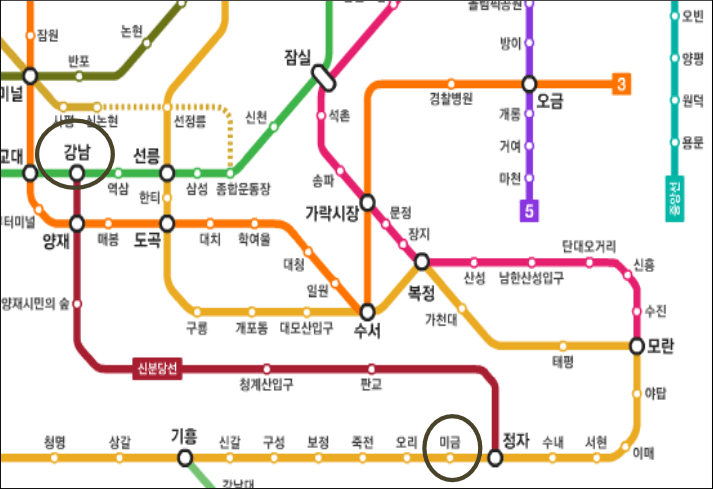 잠원
반포
논현
미널
사평
신논현
선정릉
교대
강남
역삼
선릉
한티
삼성
종합운동장
신천
잠실
석촌
송파
가락시장
문정
장지
복정
경찰병원
오금
3
방이
개롱
거여
마천
5
오빈
양평
원덕
용문
중앙선
터미널
양재
매봉
도곡
대치
학여울
대청
일원
수서
구룡
개포동
대모산입구
가천대
태평
모란
산성
남한산성입구
단대오거리
신흥
수진
야탑
이매
서현
수내
정자
미금
오리
죽전
보정
구성
신갈
기흥
상갈
청명
강남대
양재시민의 숲
신분당선
청계산입구
판교